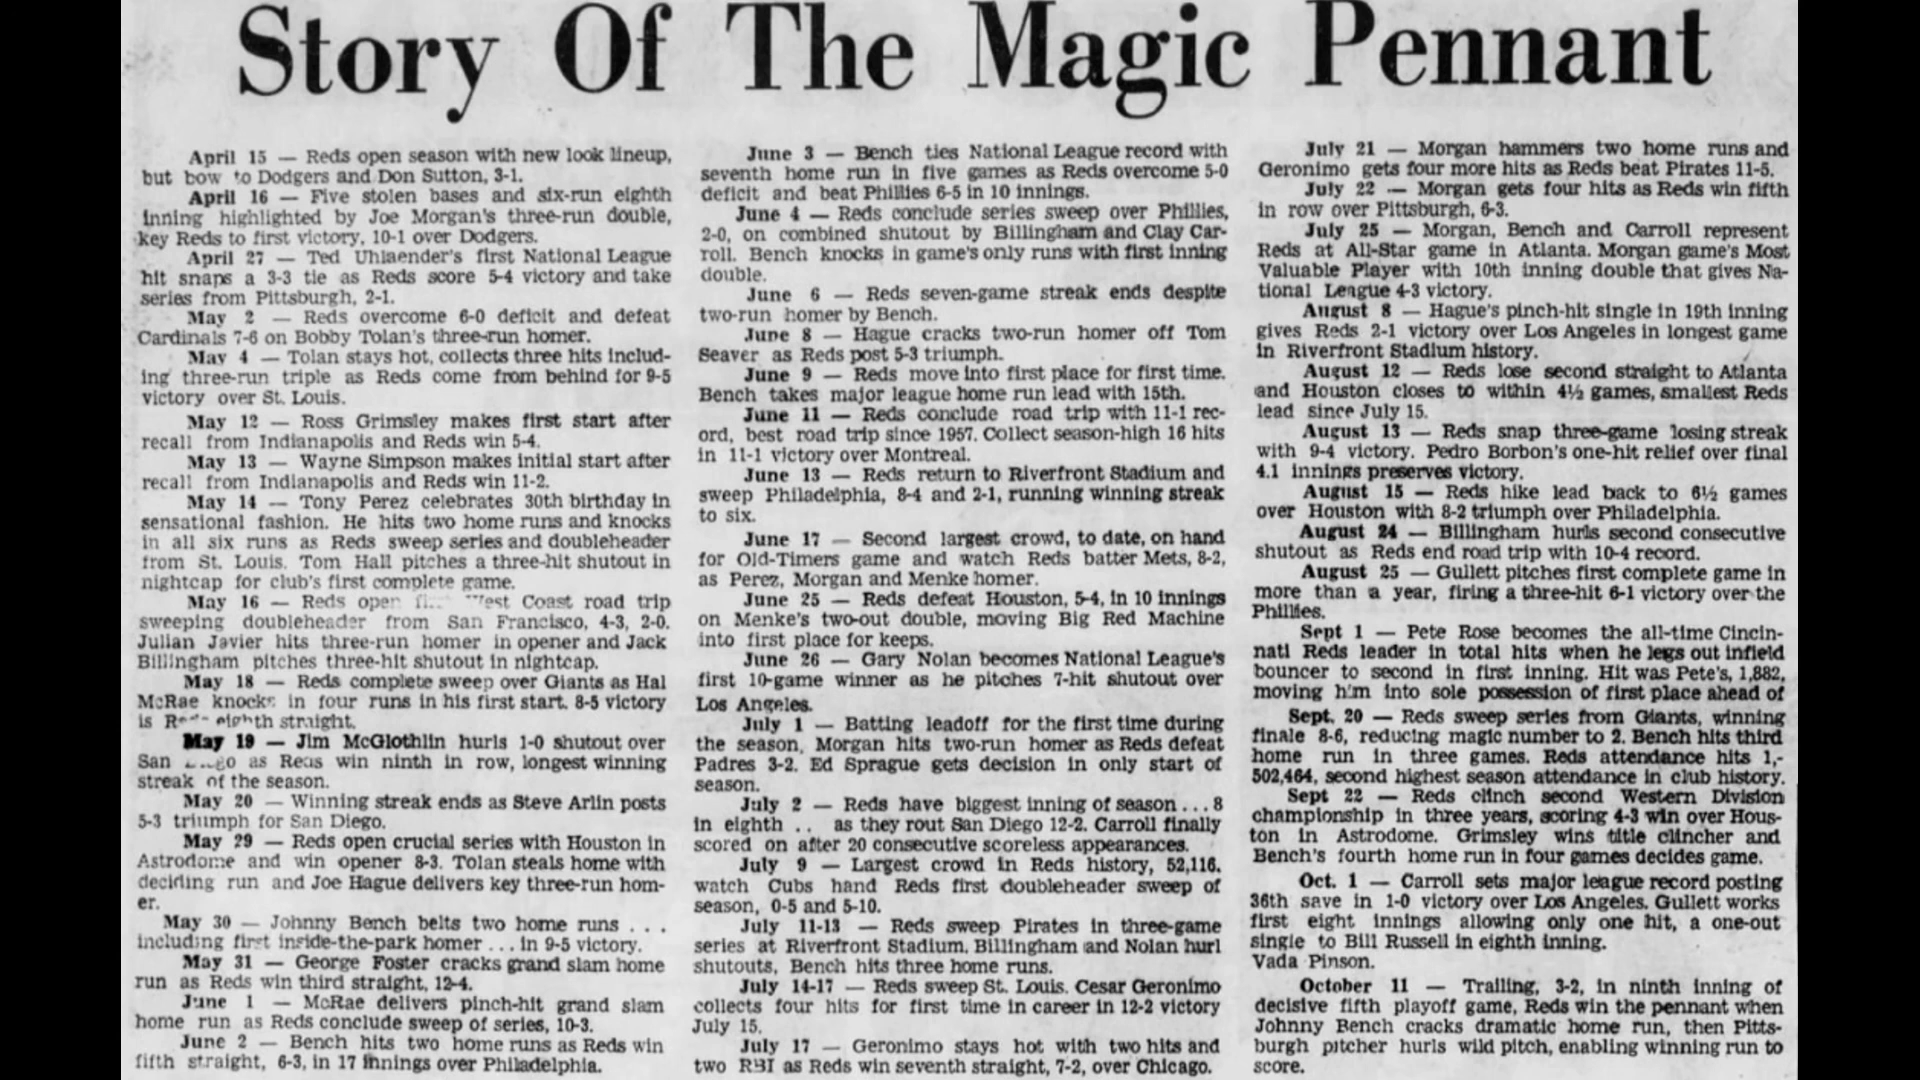 Story Of The Magic Pennant
April 15 — Reds open season with new look lineup,
but bow to Dodgers and Don Sutton, 3-1.
April 16 — Five stolen bases and six-run eighth
inning highlighted by Joe Morgan's three-run double,
key Reds to first victory, 10-1 over Dodgers.
April 27 — Ted Uhlaender's first National League
hit snaps a 3-3 tie as Reds score 5-4 victory and take
series from Pittsburgh, 2-1.
May 2 — Reds overcome 6-0 deficit and defeat
Cardinals 7-6 on Bobby Tolan's three-run homer.
May 4 — Tolan stays hot, collects three hits includ-
ing three-run triple as Reds come from behind for 9-5
victory over St. Louis.
May 12 — Ross Grimsley makes first start after
recall from Indianapolis and Reds win 5-4.
May 13 — Wayne Simpson makes initial start after
recall from Indianapolis and Reds win 11-2.
May 14 — Tony Perez celebrates 30th birthday in
sensational fashion. He hits two home runs and knocks
in all six runs as Reds sweep series and doubleheader
from St. Louis. Tom Hall pitches a three-hit shutout in
nightcap for club's first complete game.
May 16 — Reds open West Coast road trip
sweeping doubleheader from San Francisco, 4-3, 2-0.
Julian Javier hits three-run homer in opener and Jack
Billingham pitches three-hit shutout in nightcap.
May 18 — Reds complete sweep over Giants as Hal
McRae knocks in four runs in his first start. 8-5 victory
is eighth straight.
May 19 — Jim McGlothlin hurls 1-0 shutout over
San as Reds win ninth in row, longest winning
streak of the season.
May 20 — Winning streak ends as Steve Arlin posts
5-3 triumph for San Diego.
May 29 — Reds open crucial series with Houston in
Astrodome and win opener 8-3. Tolan steals home with
deciding run and Joe Hague delivers key three-run hom-
er.
May 30 — Johnny Bench belts two home runs . . .
including first inside-the-park homer . . . in 9-5 victory.
May 31 — George Foster cracks grand slam home
run as Reds win third straight, 12-4.
June 1 — McRae delivers pinch-hit grand slam
home run as Reds conclude sweep of series, 10-3.
June 2 — Bench hits two home runs as Reds win
fifth straight, 6-3, in 17 innings over Philadelphia.
June 3 — Bench ties National League record with
seventh home run in five games as Reds overcome 5-0
deficit and beat Phillies 6-5 in 10 innings.
June 4 — Reds conclude series sweep over Phillies,
2-0, on combined shutout by Billingham and Clay Car-
roll. Bench knocks in game's only runs with first inning
double.
June 6 — Reds seven-game streak ends despite
two-run homer by Bench.
June 8 — Hague cracks two-run homer off Tom
Seaver as Reds post 5-3 triumph.
June 9 — Reds move into first place for first time.
Bench takes major league home run lead with 15th.
June 11 — Reds conclude road trip with 11-1 rec-
ord, best road trip since 1957. Collect season-high 16 hits
in 11-1 victory over Montreal.
June 13 — Reds return to Riverfront Stadium and
sweep Philadelphia, 8-4 and 2-1, running winning streak
to six.
June 17 — Second largest crowd, to date, on hand
for Old-Timers game and watch Reds batter Mets, 8-2,
as Perez, Morgan and Menke homer.
June 25 — Reds defeat Houston, 5-4, in 10 innings
on Menke's two-out double, moving Big Red Machine
into first place for keeps.
June 26 — Gary Nolan becomes National League's
first 10-game winner as he pitches 7-hit shutout over
Los Angeles.
July 1 — Batting leadoff for the first time during
the season, Morgan hits two-run homer as Reds defeat
Padres 3-2. Ed Sprague gets decision in only start of
season.
July 2 — Reds have biggest inning of season . . . 8
in eighth . . as they rout San Diego 12-2. Carroll finally
scored on after 20 consecutive scoreless appearances.
July 9 — Largest crowd in Reds history, 52,116,
watch Cubs hand Reds first doubleheader sweep of
season, 0-5 and 5-10.
July 11-13 — Reds sweep Pirates in three-game
series at Riverfront Stadium. Billingham and Nolan hurl
shutouts, Bench hits three home runs.
July 14-17 — Reds sweep St. Louis. Cesar Geronimo
collects four hits for first time in career in 12-2 victory
July 15.
July 17 — Geronimo stays hot with two hits and
two RBI as Reds win seventh straight, 7-2, over Chicago.
July 21 — Morgan hammers two home runs and
Geronimo gets four more hits as Reds beat Pirates 11-5.
July 22 — Morgan gets four hits as Reds win fifth
in row over Pittsburgh, 6-3.
July 25 — Morgan, Bench and Carroll represent
Reds at All-Star game in Atlanta. Morgan game's Most
Valuable Player with 10th inning double that gives Na-
tional League 4-3 victory.
August 8 — Hague's pinch-hit single in 19th inning
gives Reds 2-1 victory over Los Angeles in longest game
in Riverfront Stadium history.
August 12 — Reds lose second straight to Atlanta
and Houston closes to within 4½ games, smallest Reds
lead since July 15.
August 13 — Reds snap three-game losing streak
with 9-4 victory. Pedro Borbon's one-hit relief over final
4.1 innings preserves victory.
August 15 — Reds hike lead back to 6½ games
over Houston with 8-2 triumph over Philadelphia.
August 24 — Billingham hurls second consecutive
shutout as Reds end road trip with 10-4 record.
August 25 — Gullett pitches first complete game in
more than a year, firing a three-hit 6-1 victory over the
Phillies.
Sept 1 — Pete Rose becomes the all-time Cincin-
nati Reds leader in total hits when he legs out infield
bouncer to second in first inning. Hit was Pete's, 1,882,
moving him into sole possession of first place ahead of
Sept. 20 — Reds sweep series from Giants, winning
finale 8-6, reducing magic number to 2. Bench hits third
home run in three games. Reds attendance hits 1,-
502,464, second highest season attendance in club history.
Sept 22 — Reds clinch second Western Division
championship in three years, scoring 4-3 win over Hous-
ton in Astrodome. Grimsley wins title clincher and
Bench's fourth home run in four games decides game.
Oct. 1 — Carroll sets major league record posting
36th save in 1-0 victory over Los Angeles. Gullett works
first eight innings allowing only one hit, a one-out
single to Bill Russell in eighth inning.
Vada Pinson.
October 11 — Trailing, 3-2, in ninth inning of
decisive fifth playoff game, Reds win the pennant when
Johnny Bench cracks dramatic home run, then Pitts-
burgh pitcher hurls wild pitch, enabling winning run to
score.